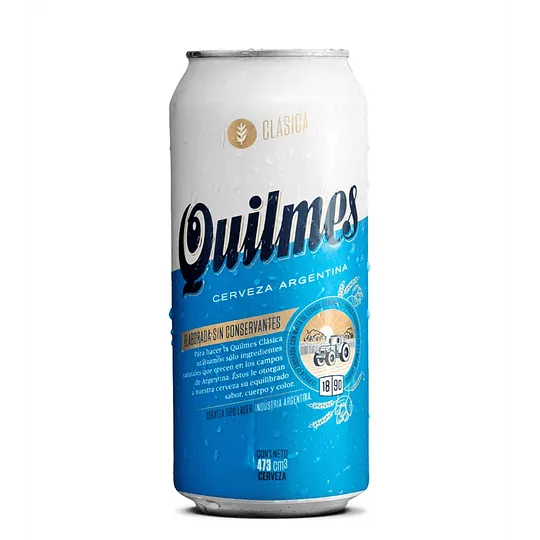 CLÁSICA
Quilmes
CERVEZA ARGENTINA
ELABORADA SIN CONSERVANTES
Para hacer la Quilmes Clásica
utilizamos sólo ingredientes
naturales que crecen en los campos
de Argentina. Éstos le otorgan
a nuestra cerveza su equilibrado
sabor, cuerpo y color.
18 90
CERVEZA TIPO LAGER INDUSTRIA ARGENTINA
CONT. NETO
473 cm3
CERVEZA